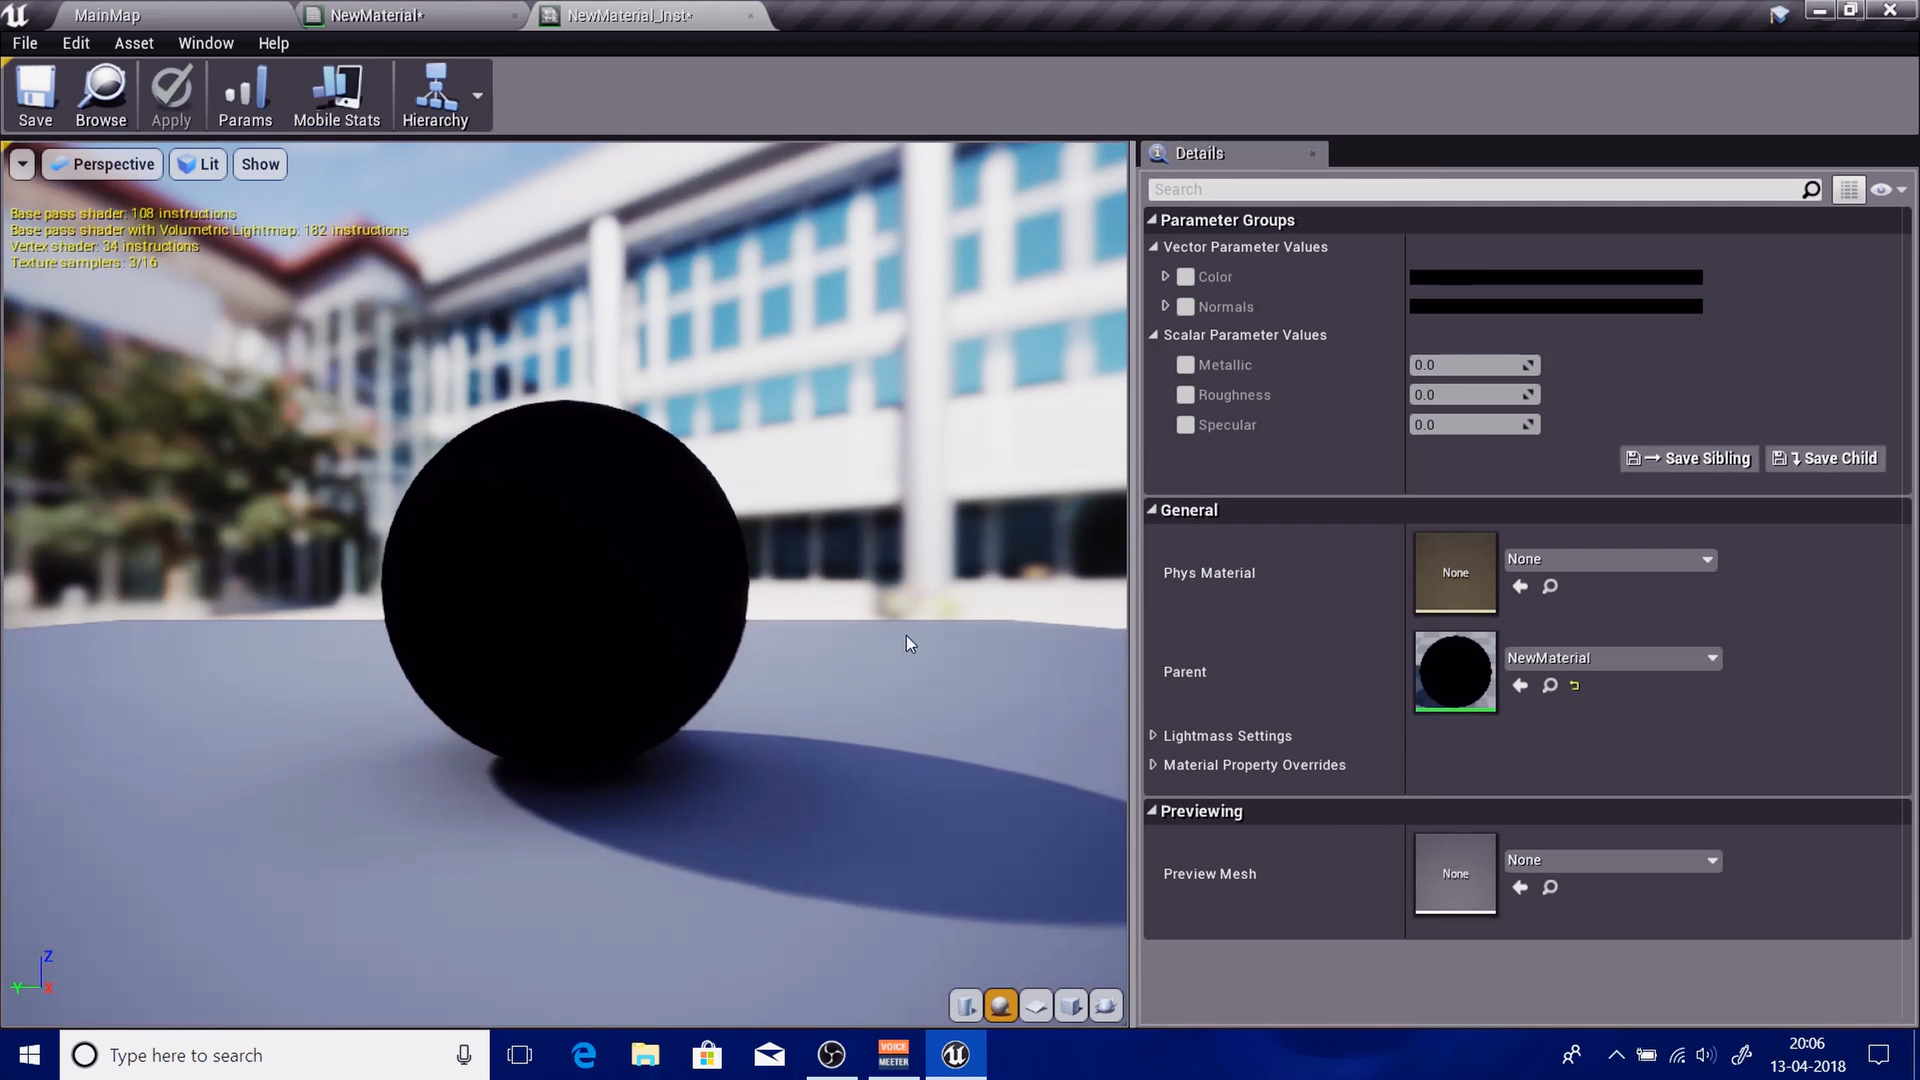 MainMap
NewMaterial*
NewMaterial_Inst*
File Edit Asset Window Help
Save Browse Apply Params Mobile Stats Hierarchy
Perspective Lit Show
Base pass shader: 108 instructions
Base pass shader with Volumetric Lightmap: 182 instructions
Vertex shader: 34 instructions
Texture samplers: 3/16
Z
Y
X
Details
Search
Parameter Groups
Vector Parameter Values
Color
Normals
Scalar Parameter Values
Metallic 0.0
Roughness 0.0
Specular 0.0
Save Sibling Save Child
General
Phys Material None None
Parent NewMaterial
Lightmass Settings
Material Property Overrides
Previewing
Preview Mesh None None
Type here to search
VOICE
MEETER
20:06
13-04-2018